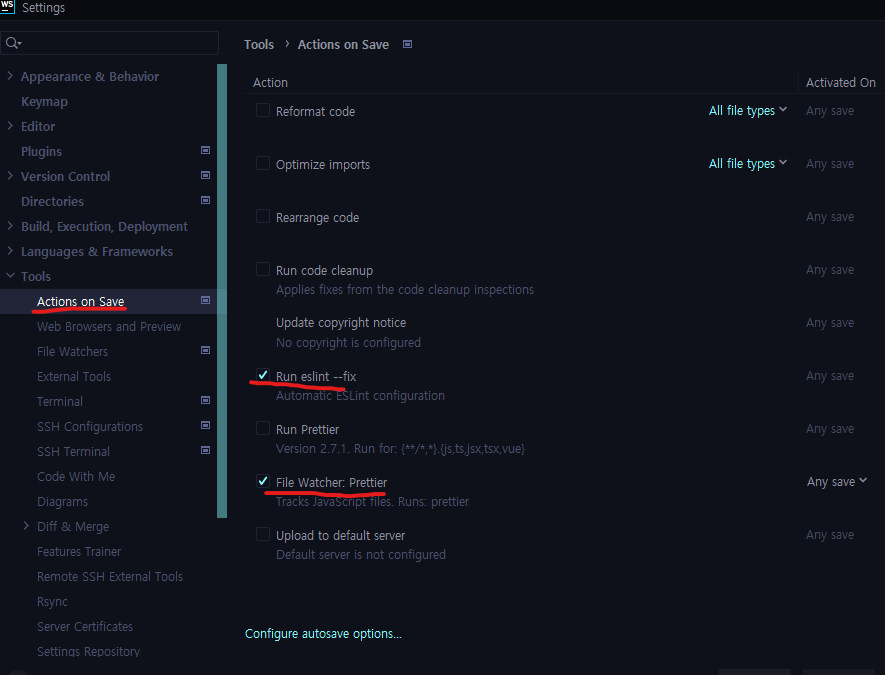 WS
Settings
Appearance & Behavior
Keymap
Editor
Plugins
Version Control
Directories
Build, Execution, Deployment
Languages & Frameworks
Tools
Actions on Save
Web Browsers and Preview
File Watchers
External Tools
Terminal
SSH Configurations
SSH Terminal
Code With Me
Diagrams
Diff & Merge
Features Trainer
Remote SSH External Tools
Rsync
Server Certificates
Settings Repository
Tools › Actions on Save
Action Activated On
Reformat code All file types Any save
Optimize imports All file types Any save
Rearrange code Any save
Run code cleanup Any save
Applies fixes from the code cleanup inspections
Update copyright notice Any save
No copyright is configured
Run eslint --fix Any save
Automatic ESLint configuration
Run Prettier Any save
Version 2.7.1. Run for: {**/*,*}.{js,ts,jsx,tsx,vue}
File Watcher: Prettier Any save
Tracks JavaScript files. Runs: prettier
Upload to default server Any save
Default server is not configured
Configure autosave options...